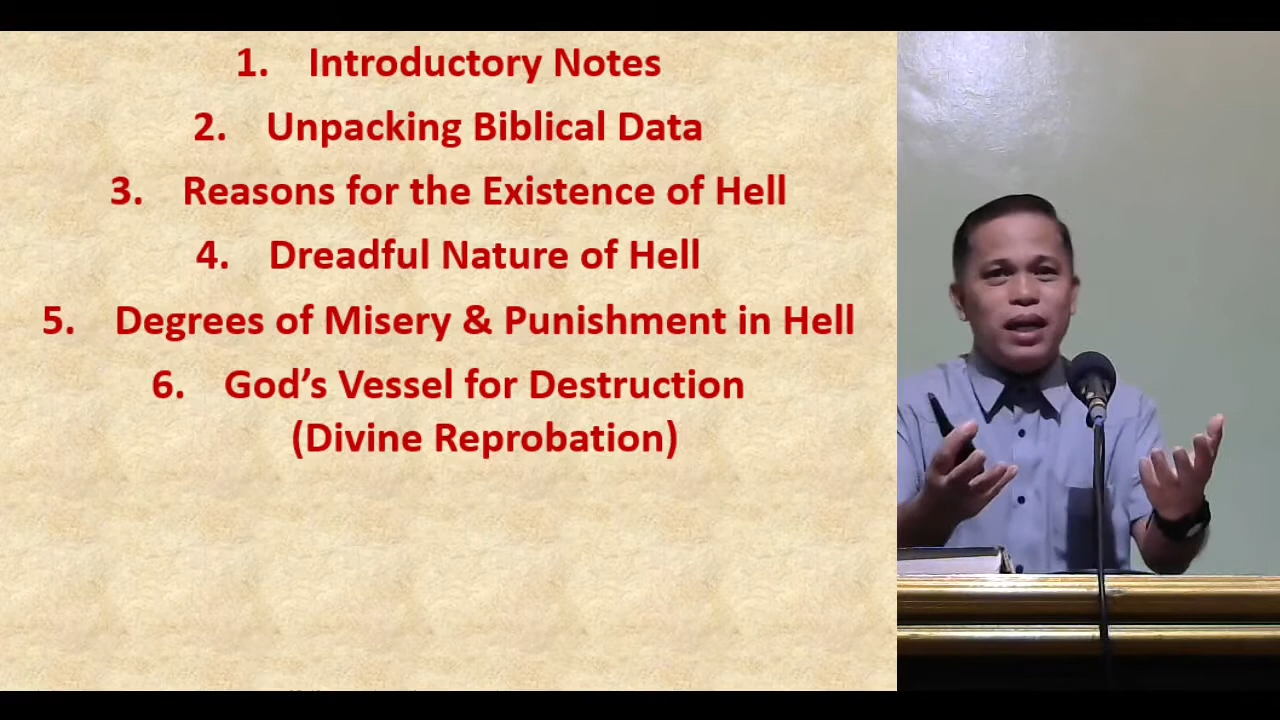 1. Introductory Notes
2. Unpacking Biblical Data
3. Reasons for the Existence of Hell
4. Dreadful Nature of Hell
5. Degrees of Misery & Punishment in Hell
6. God’s Vessel for Destruction
(Divine Reprobation)